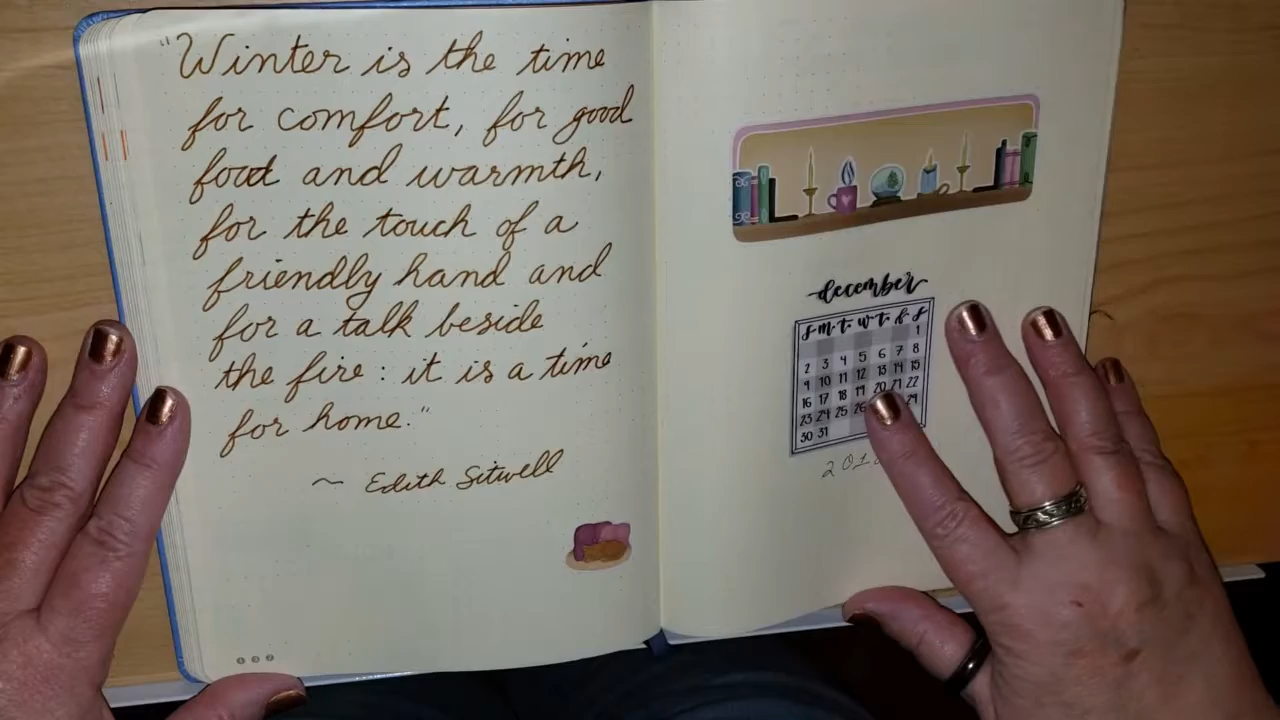 "Winter is the time
for comfort, for good
food and warmth,
for the touch of a
friendly hand and
for a talk beside
the fire: it is a time
for home."
~ Edith Sitwell
december
S M T W T F S
1
2 3 4 5 6 7 8
9 10 11 12 13 14 15
16 17 18 19 20 21 22
23 24 25 26 29
30 31